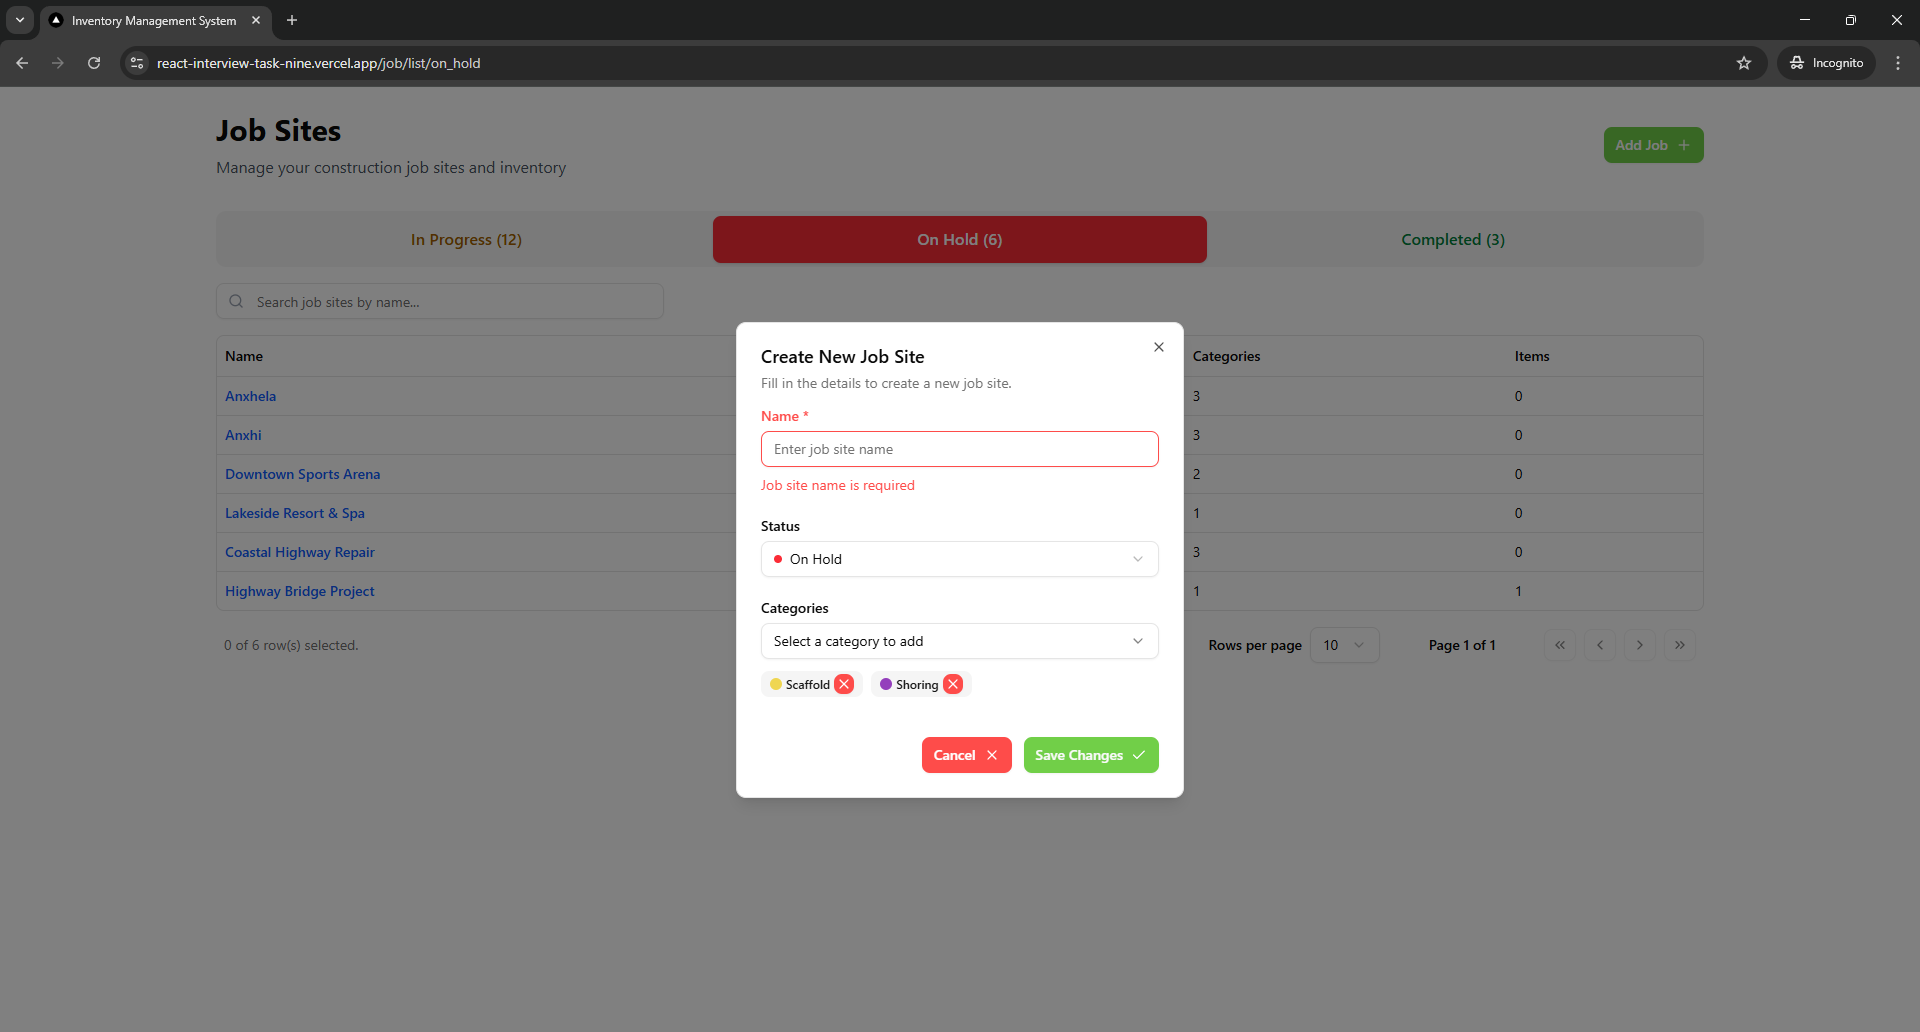 Inventory Management System
react-interview-task-nine.vercel.app/job/list/on_hold
Incognito
Job Sites
Manage your construction job sites and inventory
Add Job
In Progress (12)
On Hold (6)
Completed (3)
Search job sites by name...
Name
Categories
Items
Anxhela
3
0
Anxhi
3
0
Downtown Sports Arena
2
0
Lakeside Resort & Spa
1
0
Coastal Highway Repair
3
0
Highway Bridge Project
1
1
0 of 6 row(s) selected.
Rows per page
10
Page 1 of 1
Create New Job Site
Fill in the details to create a new job site.
Name *
Enter job site name
Job site name is required
Status
On Hold
Categories
Select a category to add
Scaffold
Shoring
Cancel
Save Changes